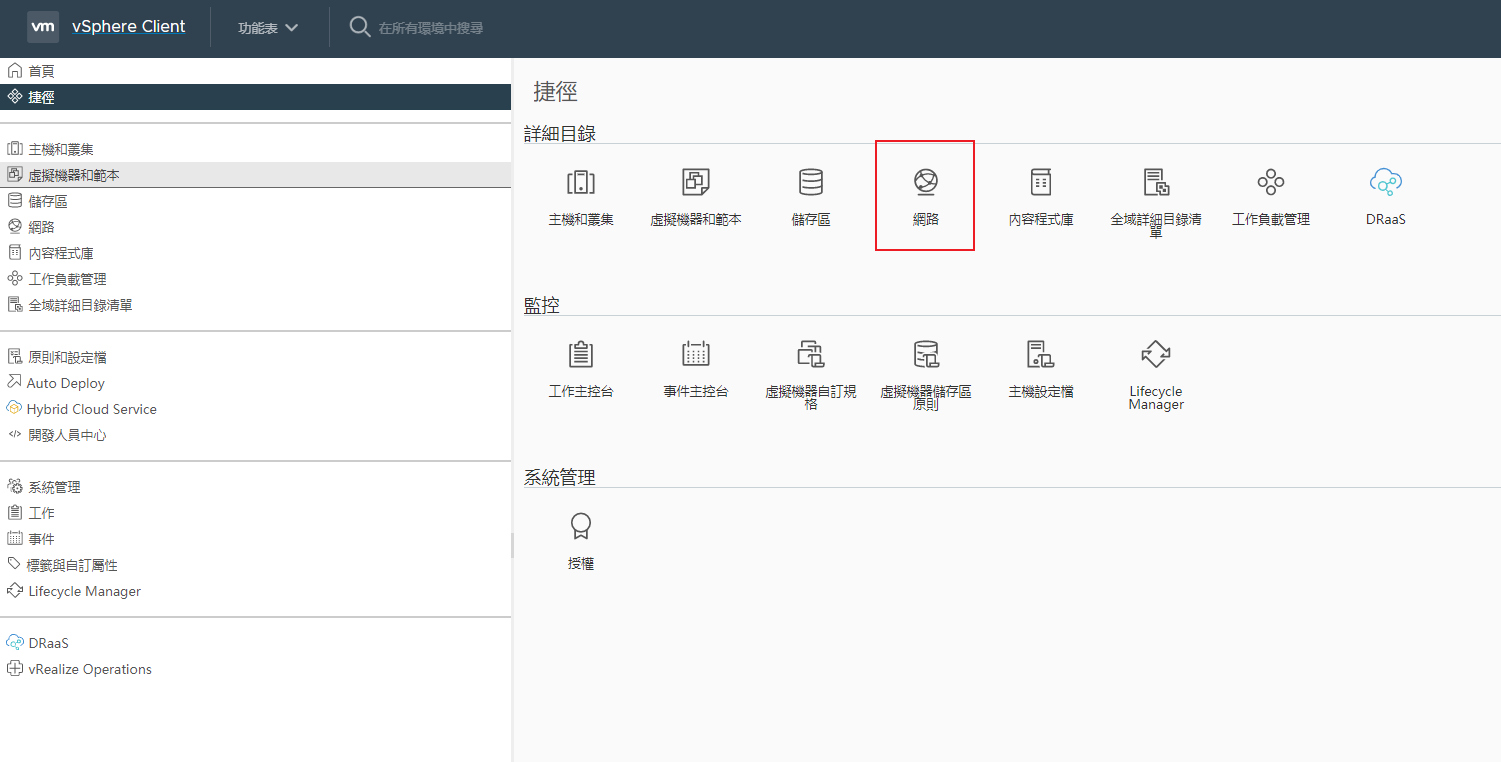 vm vSphere Client 功能表 在所有環境中搜尋
首頁
捷徑
主機和叢集
虛擬機器和範本
儲存區
網路
內容程式庫
工作負載管理
全域詳細目錄清單
原則和設定檔
Auto Deploy
Hybrid Cloud Service
開發人員中心
系統管理
工作
事件
標籤與自訂屬性
Lifecycle Manager
DRaaS
vRealize Operations
捷徑
詳細目錄
主機和叢集 虛擬機器和範本 儲存區 網路 內容程式庫 全域詳細目錄清 工作負載管理 DRaaS
單
監控
工作主控台 事件主控台 虛擬機器自訂規 虛擬機器儲存區 主機設定檔 Lifecycle
格 原則 Manager
系統管理
授權